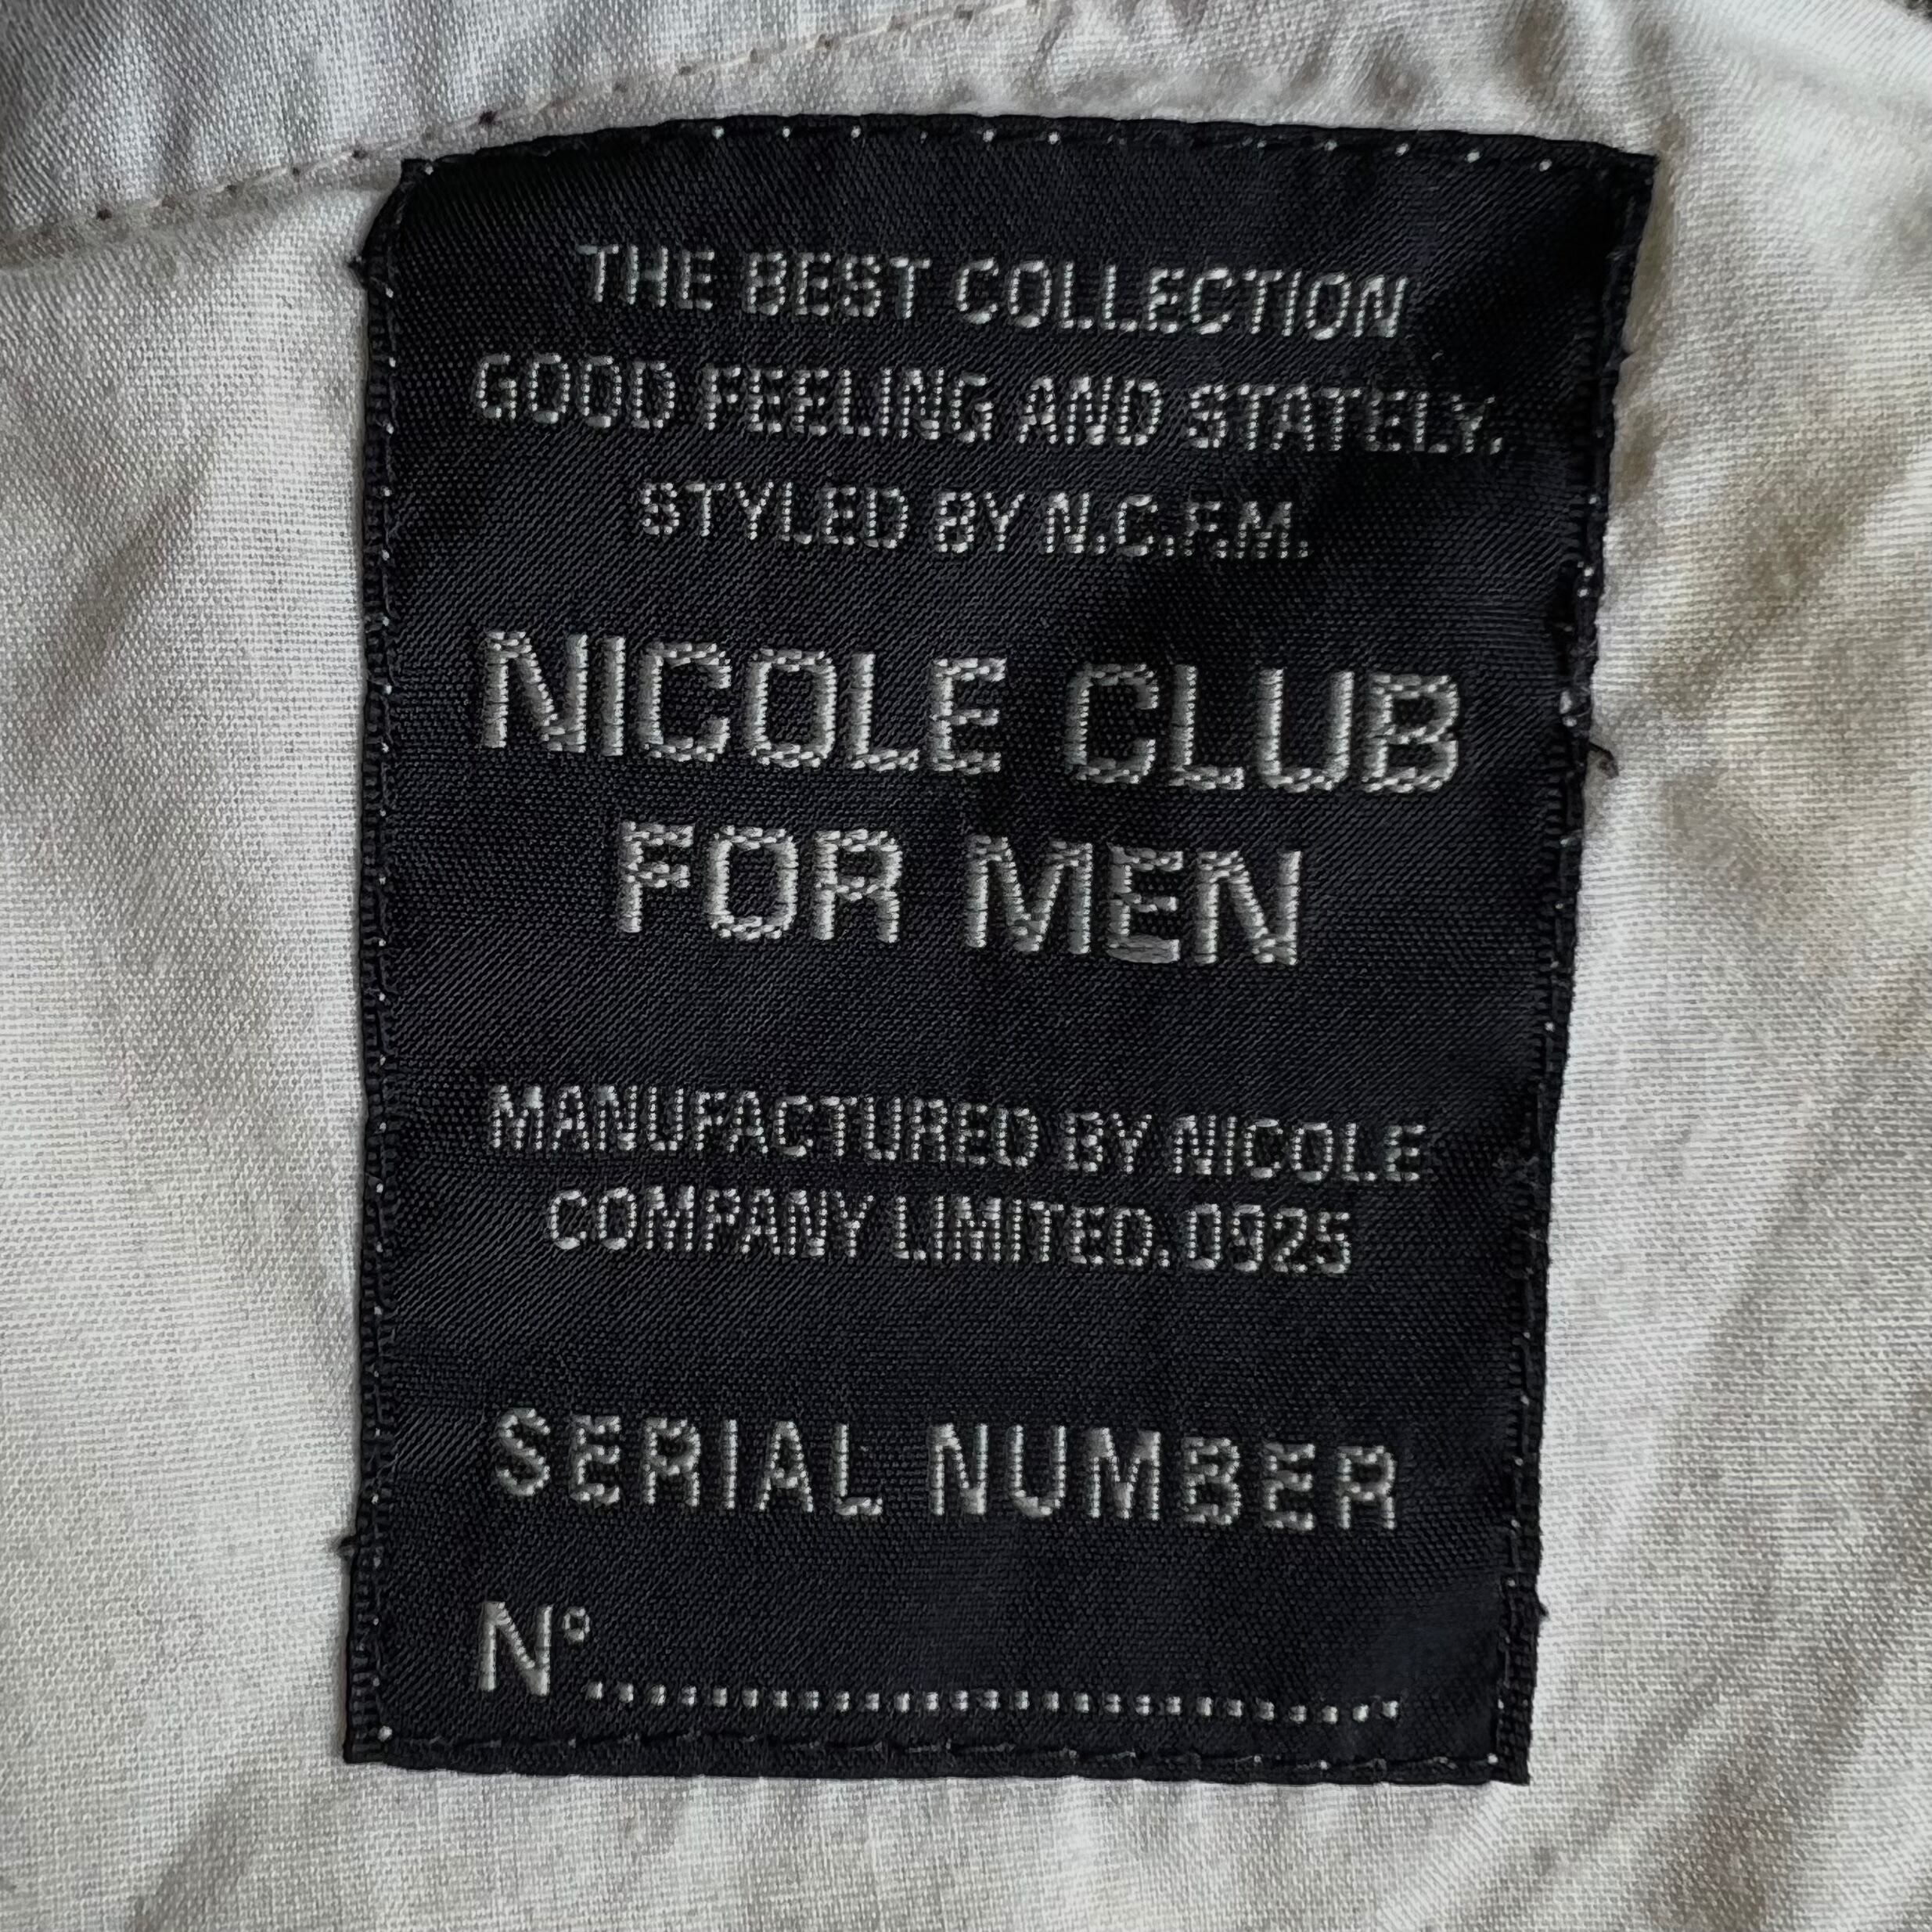 THE BEST COLLECTION
GOOD FEELING AND STATELY.
STYLED BY N.C.F.M.
NICOLE CLUB
FOR MEN
MANUFACTURED BY NICOLE
COMPANY LIMITED. 0925
SERIAL NUMBER
Nº...........................